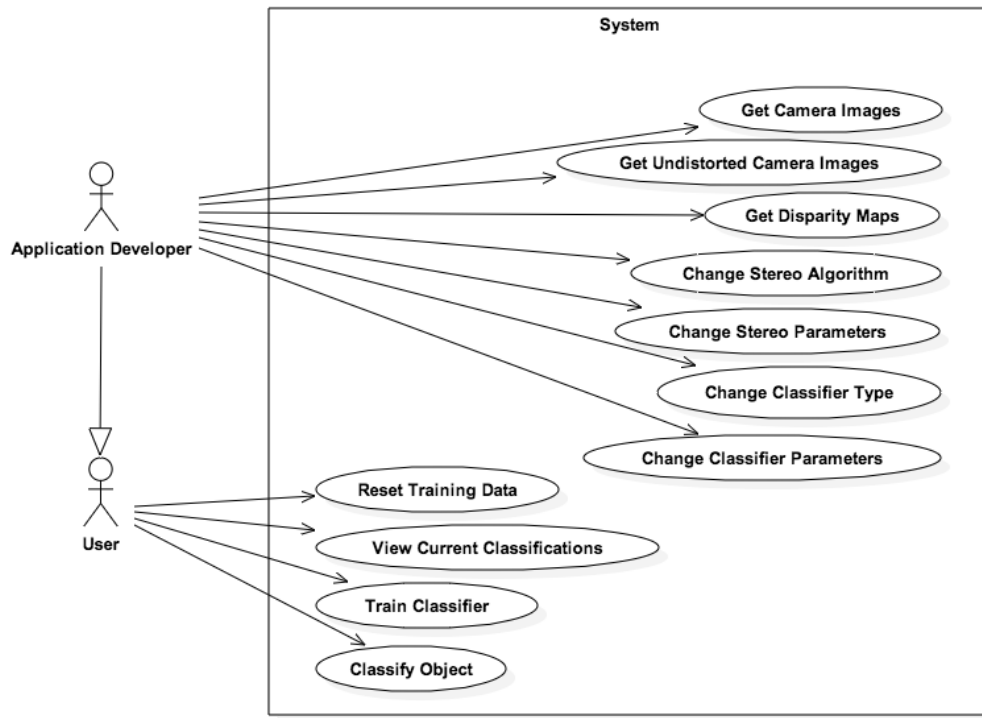 System
Get Camera Images
Get Undistorted Camera Images
Get Disparity Maps
Application Developer
Change Stereo Algorithm
Change Stereo Parameters
Change Classifier Type
Change Classifier Parameters
Reset Training Data
User
View Current Classifications
Train Classifier
Classify Object